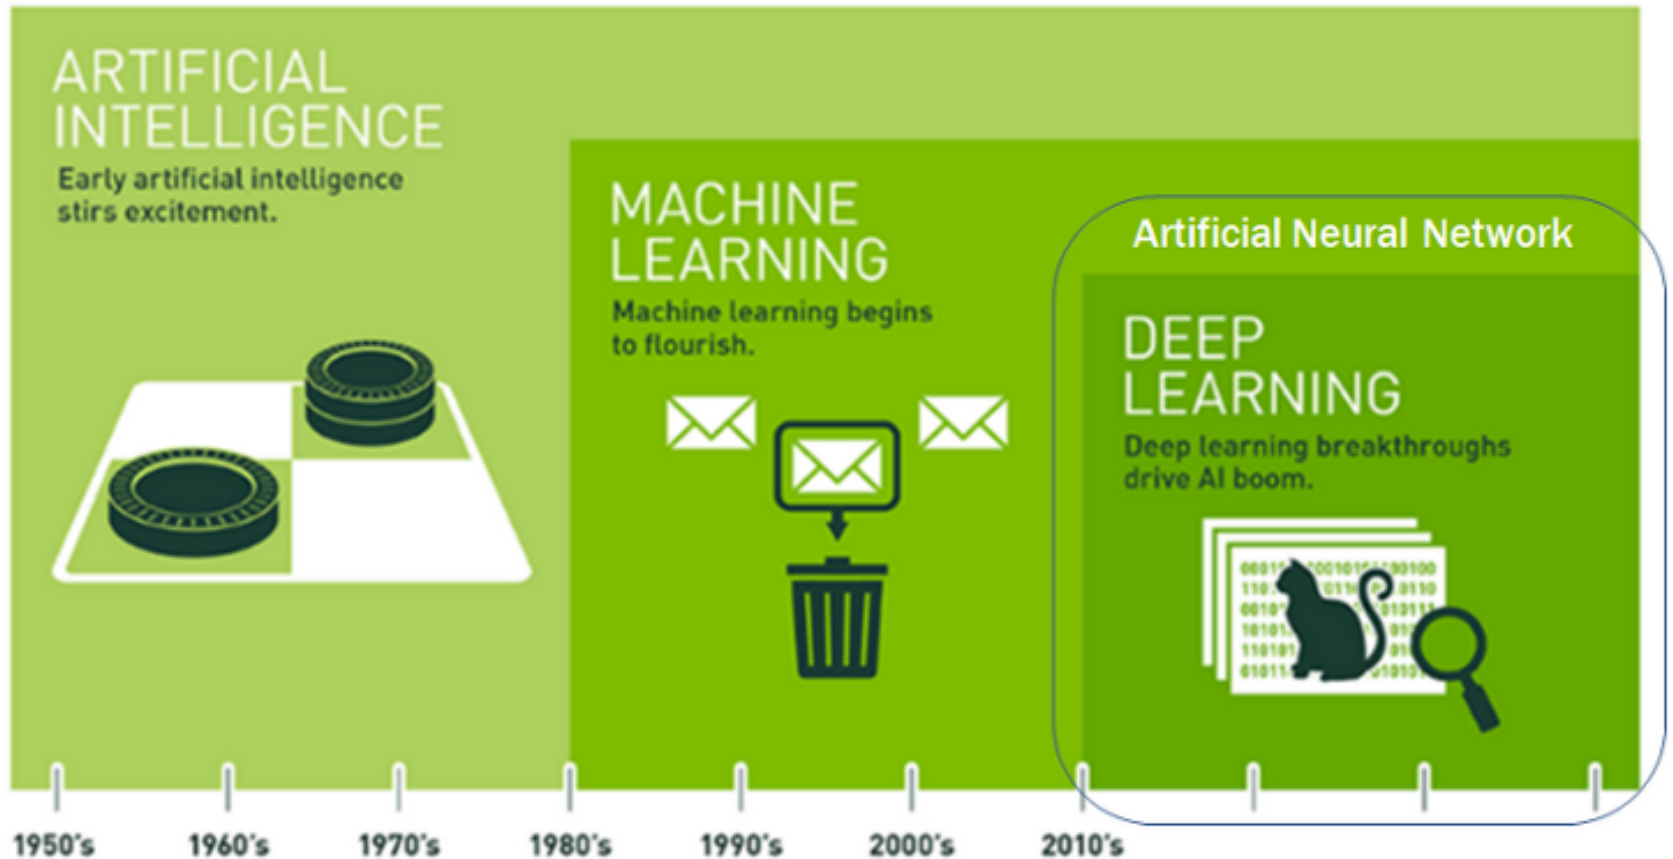 ARTIFICIAL
INTELLIGENCE
Early artificial intelligence
stirs excitement.
MACHINE
LEARNING
Machine learning begins
to flourish.
Artificial Neural Network
DEEP
LEARNING
Deep learning breakthroughs
drive AI boom.
1950's
1960's
1970's
1980's
1990's
2000's
2010's